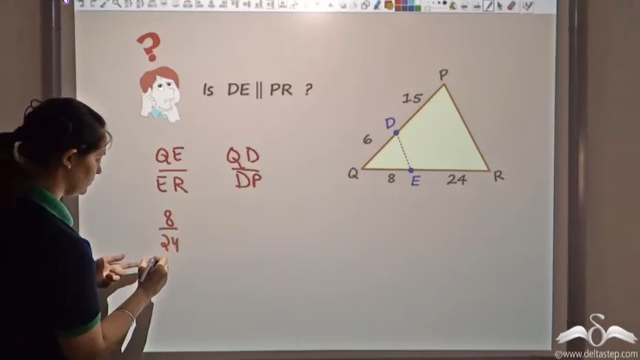 ?
Is DE || PR ?
P
15
D
6
Q
8
E
24
R
QE QD
ER DP
8
24
©www.deltastep.com